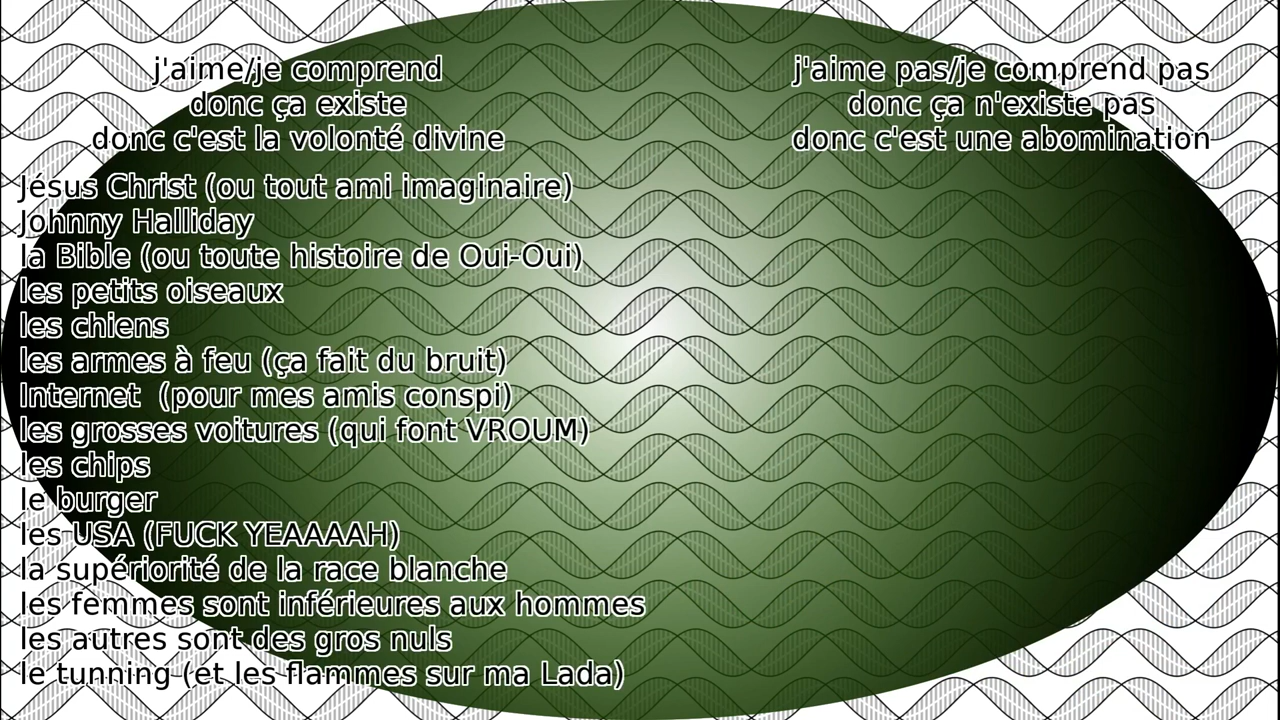 j'aime/je comprend
donc ça existe
donc c'est la volonté divine
j'aime pas/je comprend pas
donc ça n'existe pas
donc c'est une abomination
Jésus Christ (ou tout ami imaginaire)
Johnny Halliday
la Bible (ou toute histoire de Oui-Oui)
les petits oiseaux
les chiens
les armes à feu (ça fait du bruit)
Internet  (pour mes amis conspi)
les grosses voitures (qui font VROUM)
les chips
le burger
les USA (FUCK YEAAAAH)
la supériorité de la race blanche
les femmes sont inférieures aux hommes
les autres sont des gros nuls
le tunning (et les flammes sur ma Lada)